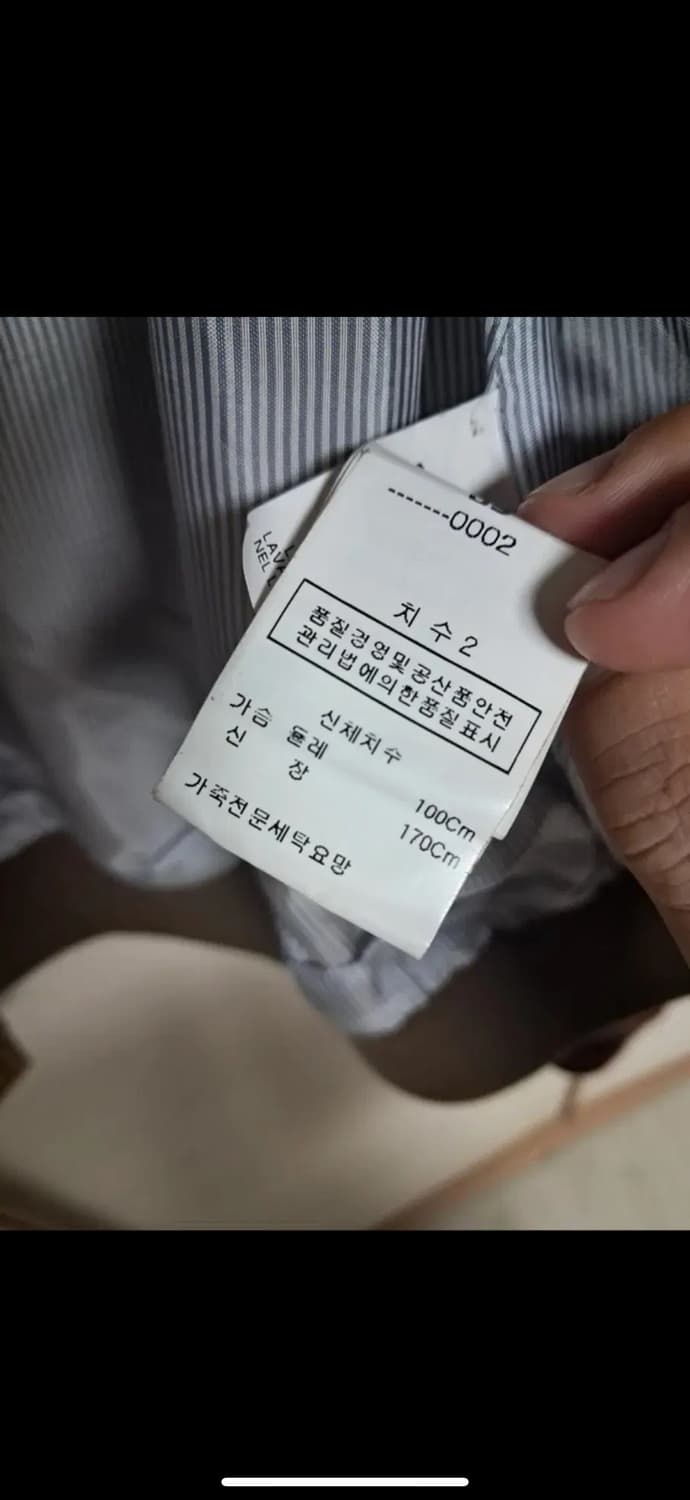 -------0002
치 수 2
품질경영및공산품안전
관리법에의한품질표시
신체치수
가슴 둘레 100Cm
신 장 170Cm
가죽전문세탁요망
NEL